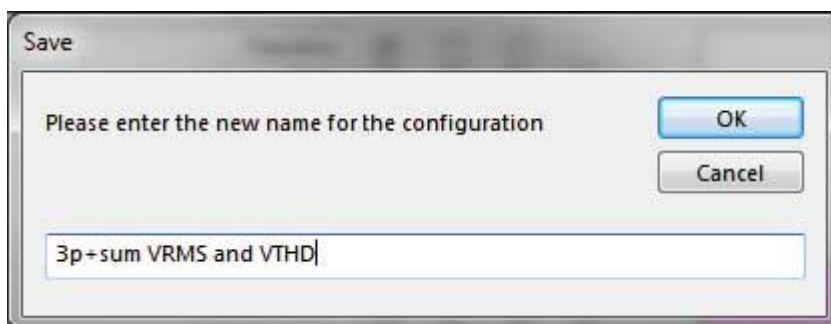 Save
Please enter the new name for the configuration
OK
Cancel
3p+sum VRMS and VTHD